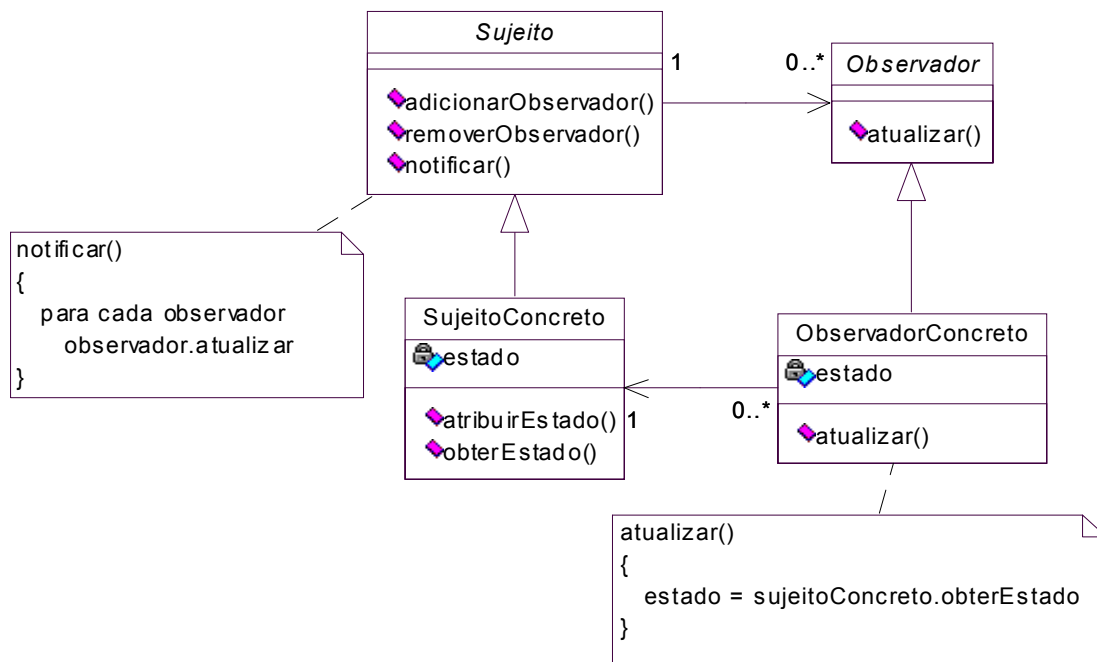 Sujeito
adicionarObservador()
removerObservador()
notificar()
1
0..*
Observador
atualizar()
notificar()
{
para cada observador
observador.atualizar
}
SujeitoConcreto
estado
atribuirEstado()
obterEstado()
1
0..*
ObservadorConcreto
estado
atualizar()
atualizar()
{
estado = sujeitoConcreto.obterEstado
}